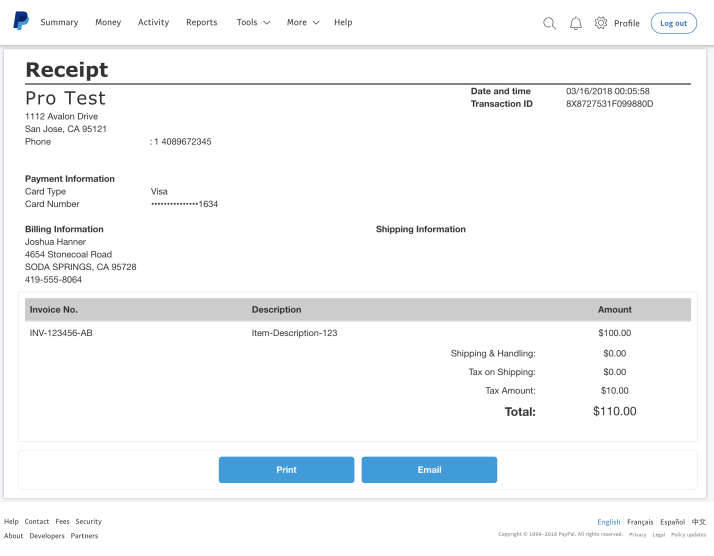 Summary Money Activity Reports Tools More Help Profile Log out
Receipt
Pro Test
Date and time 03/16/2018 00:05:58
Transaction ID 8X8727531F099880D
1112 Avalon Drive
San Jose, CA 95121
Phone : 1 4089672345
Payment Information
Card Type Visa
Card Number •••••••••••••••1634
Billing Information Shipping Information
Joshua Hanner
4654 Stonecoal Road
SODA SPRINGS, CA 95728
419-555-8064
Invoice No. Description Amount
INV-123456-AB Item-Description-123 $100.00
Shipping & Handling: $0.00
Tax on Shipping: $0.00
Tax Amount: $10.00
Total: $110.00
Print Email
Help Contact Fees Security
English Français Español 中文
About Developers Partners
Copyright © 1999–2018 PayPal. All rights reserved. Privacy Legal Policy updates